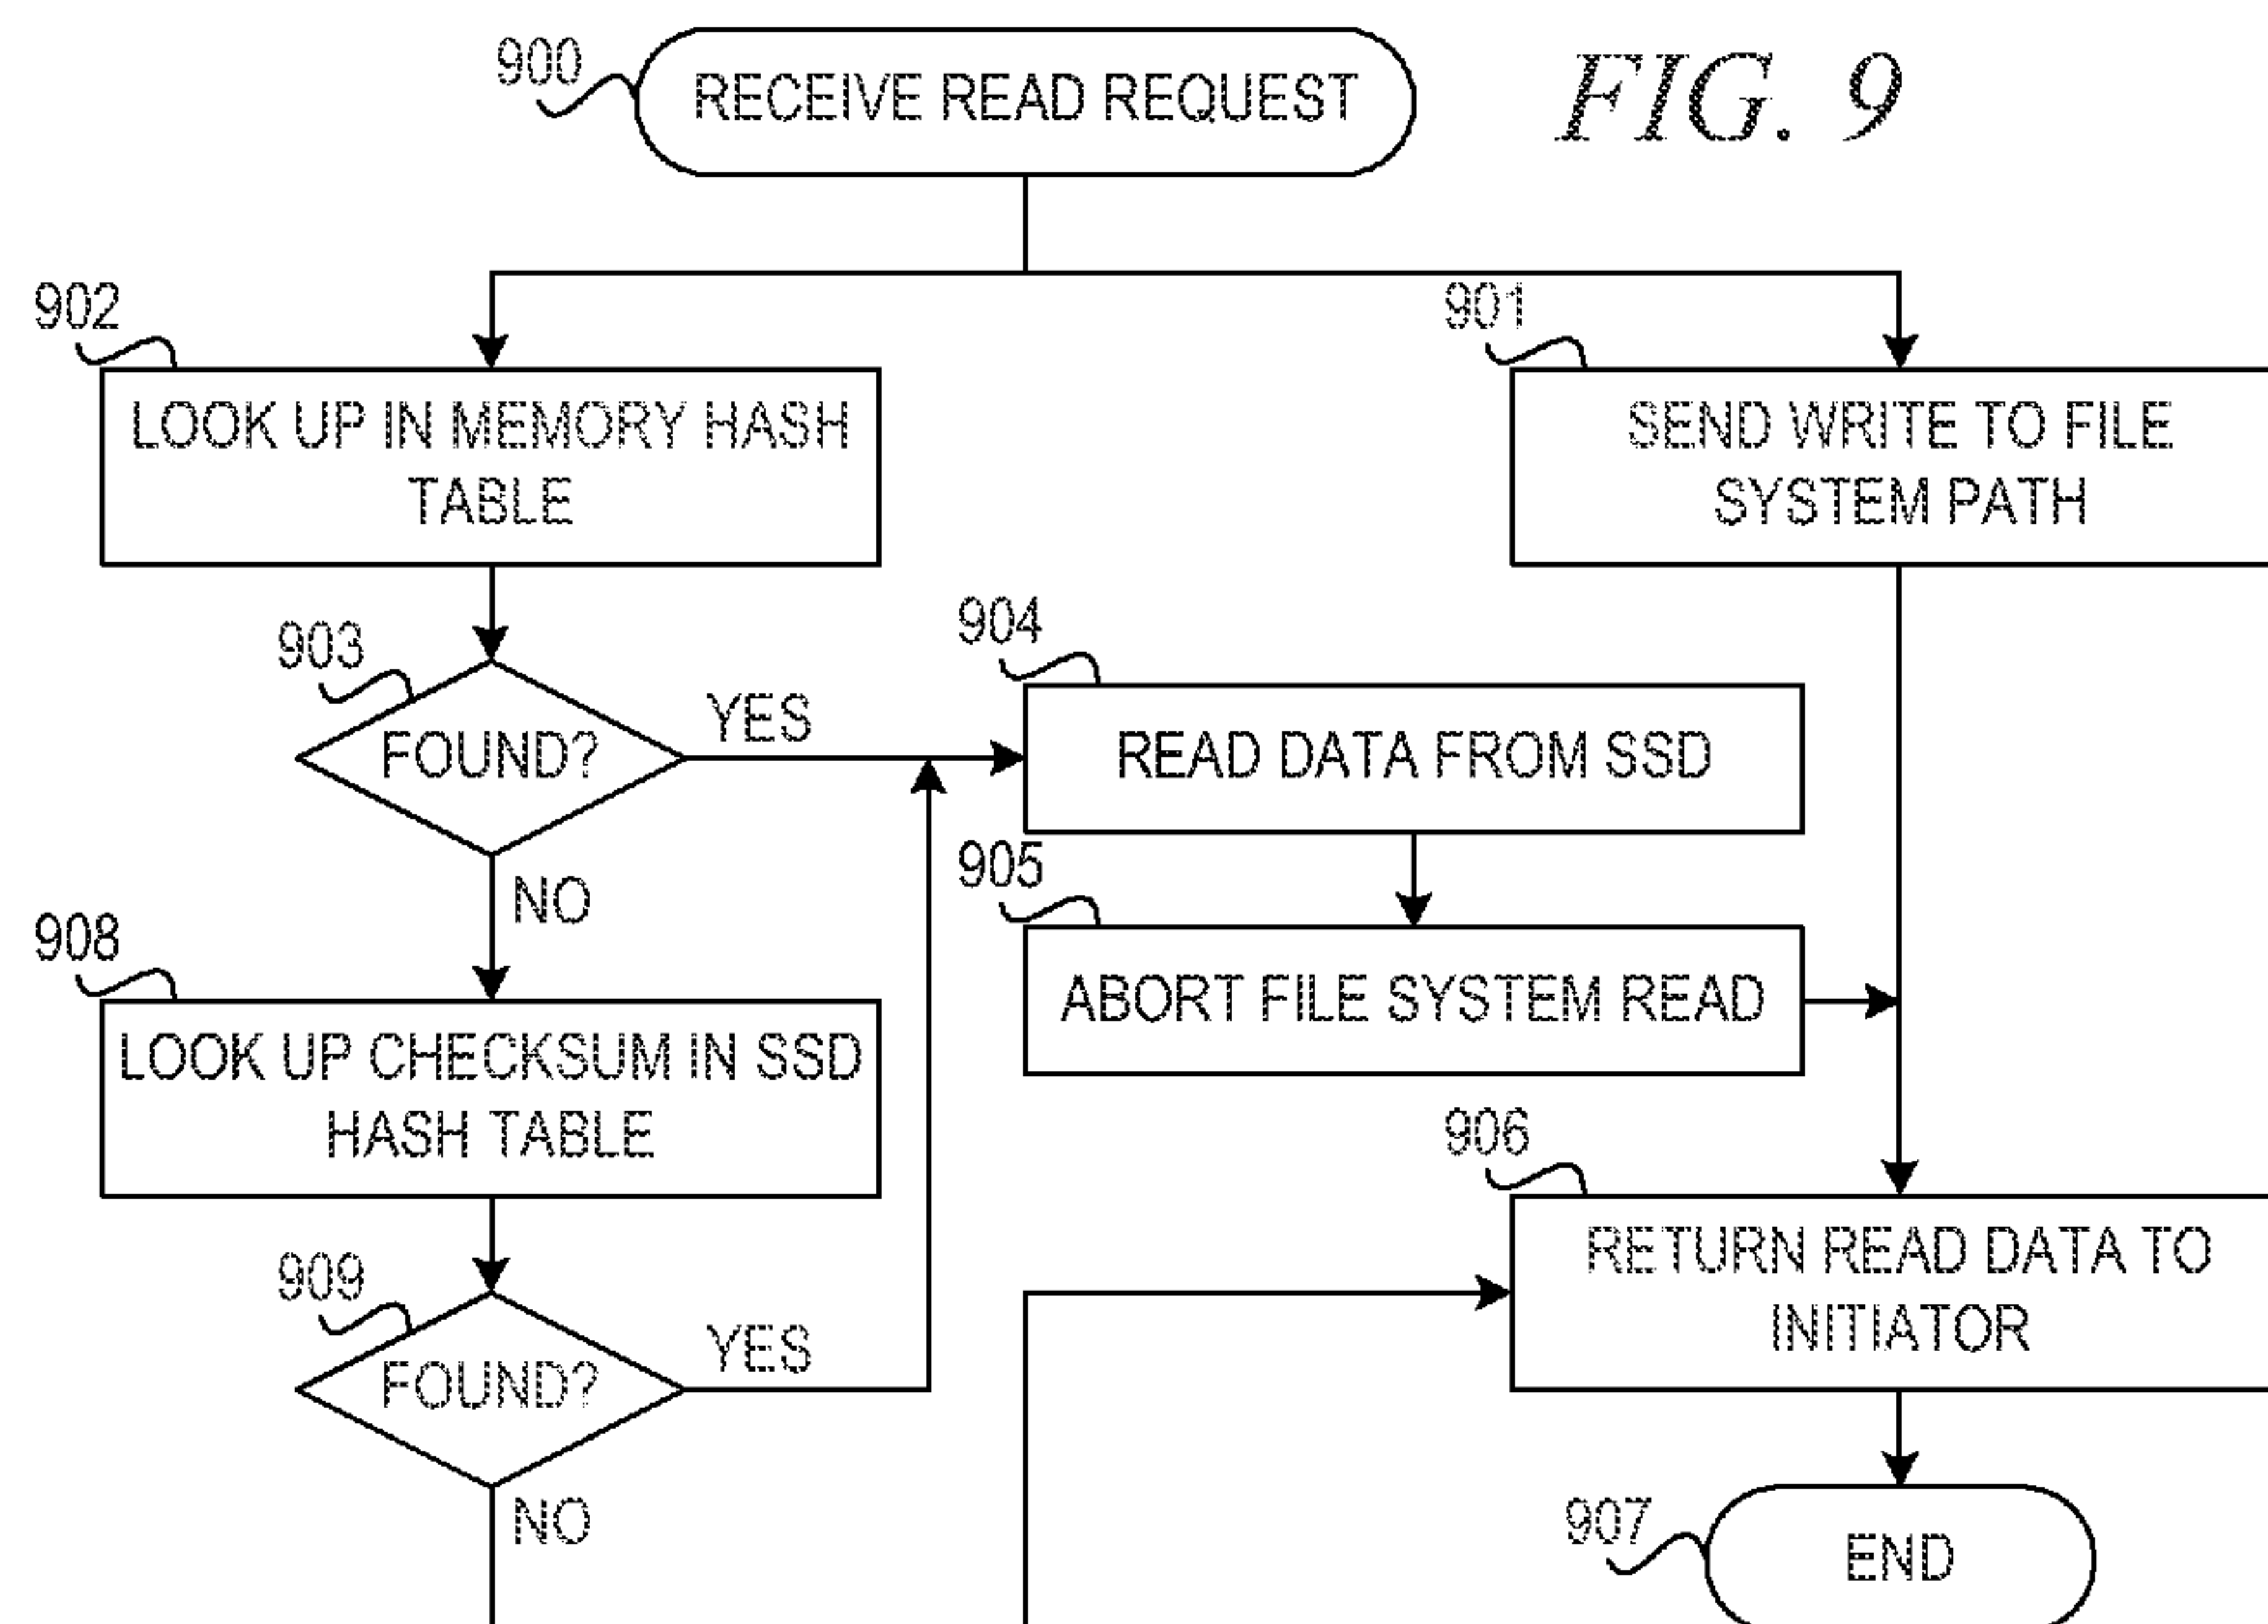 900
RECEIVE READ REQUEST
FIG. 9
902
901
LOOK UP IN MEMORY HASH
TABLE
SEND WRITE TO FILE
SYSTEM PATH
903
904
FOUND?
YES
READ DATA FROM SSD
NO
905
ABORT FILE SYSTEM READ
908
LOOK UP CHECKSUM IN SSD
HASH TABLE
906
RETURN READ DATA TO
INITIATOR
909
FOUND?
YES
NO
907
END